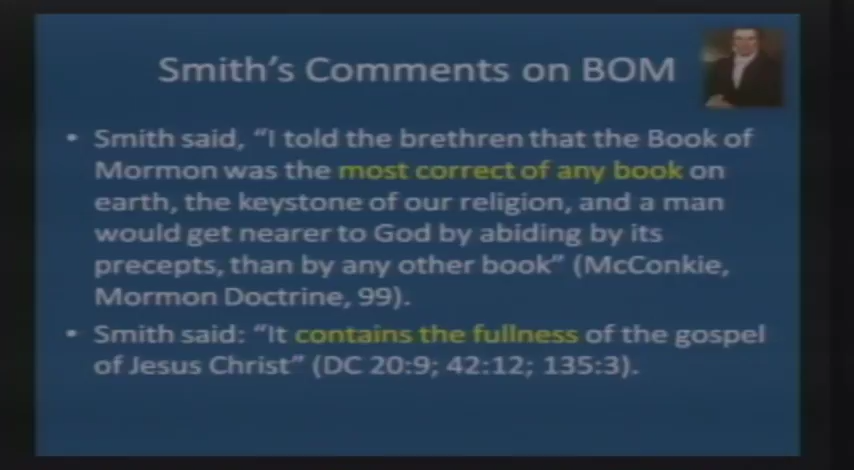 Smith's Comments on BOM
• Smith said, "I told the brethren that the Book of
Mormon was the most correct of any book on
earth, the keystone of our religion, and a man
would get nearer to God by abiding by its
precepts, than by any other book" (McConkie,
Mormon Doctrine, 99).
• Smith said: "It contains the fullness of the gospel
of Jesus Christ" (DC 20:9; 42:12; 135:3).